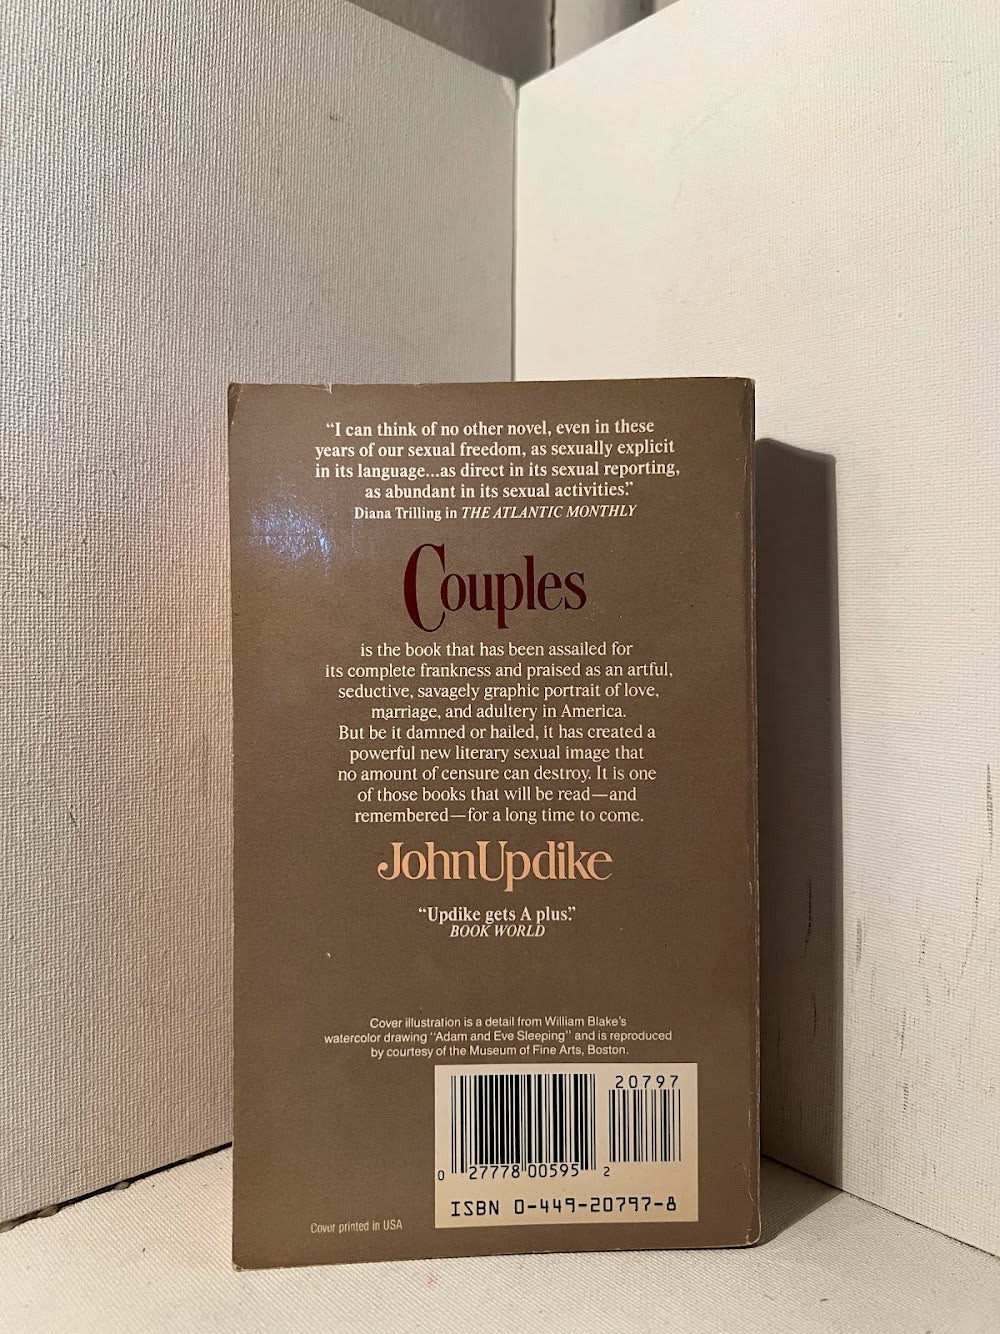 “I can think of no other novel, even in these
years of our sexual freedom, as sexually explicit
in its language...as direct in its sexual reporting,
as abundant in its sexual activities.”
Diana Trilling in THE ATLANTIC MONTHLY
Couples
is the book that has been assailed for
its complete frankness and praised as an artful,
seductive, savagely graphic portrait of love,
marriage, and adultery in America.
But be it damned or hailed, it has created a
powerful new literary sexual image that
no amount of censure can destroy. It is one
of those books that will be read—and
remembered—for a long time to come.
John Updike
“Updike gets A plus.”
BOOK WORLD
Cover illustration is a detail from William Blake's
watercolor drawing "Adam and Eve Sleeping" and is reproduced
by courtesy of the Museum of Fine Arts, Boston.
20797
0 27778 00595 2
ISBN 0-449-20797-8
Cover printed in USA